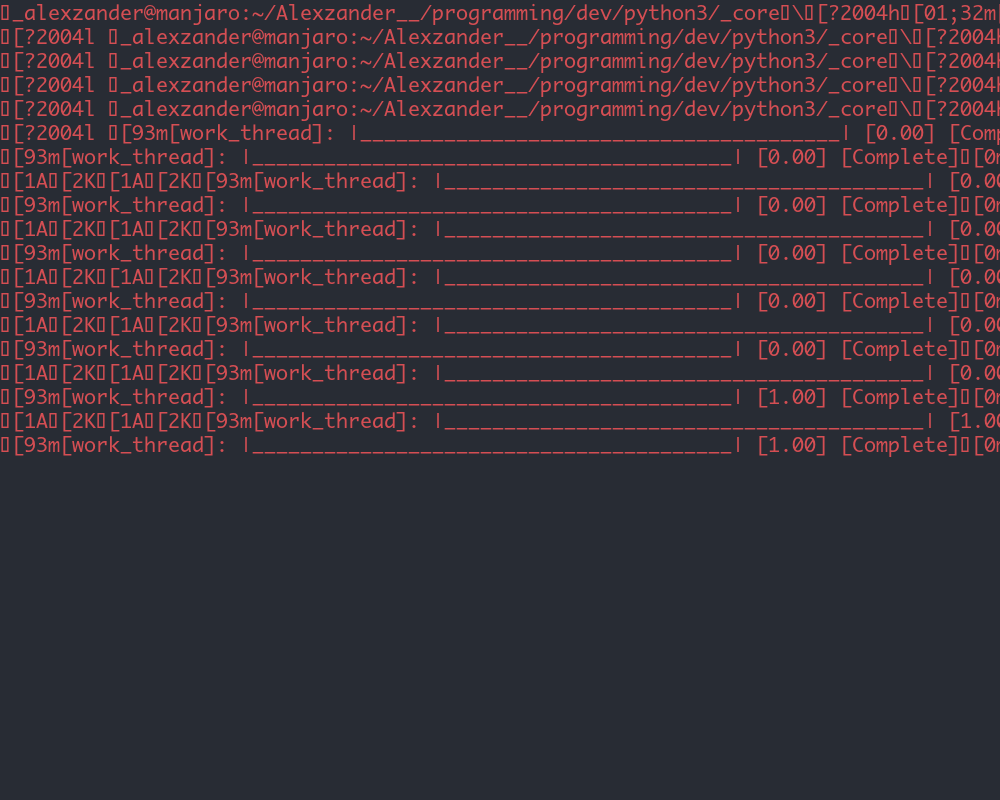 ▯_alexzander@manjaro:~/Alexzander__/programming/dev/python3/_core▯\▯[?2004h▯[01;32m
▯[?2004l ▯_alexzander@manjaro:~/Alexzander__/programming/dev/python3/_core▯\▯[?2004h
▯[?2004l ▯_alexzander@manjaro:~/Alexzander__/programming/dev/python3/_core▯\▯[?2004h
▯[?2004l ▯_alexzander@manjaro:~/Alexzander__/programming/dev/python3/_core▯\▯[?2004h
▯[?2004l ▯_alexzander@manjaro:~/Alexzander__/programming/dev/python3/_core▯\▯[?2004h
▯[?2004l ▯[93m[work_thread]: |________________________________________| [0.00] [Comp
▯[93m[work_thread]: |________________________________________| [0.00] [Complete]▯[0m
▯[1A▯[2K▯[1A▯[2K▯[93m[work_thread]: |________________________________________| [0.00
▯[93m[work_thread]: |________________________________________| [0.00] [Complete]▯[0m
▯[1A▯[2K▯[1A▯[2K▯[93m[work_thread]: |________________________________________| [0.00
▯[93m[work_thread]: |________________________________________| [0.00] [Complete]▯[0m
▯[1A▯[2K▯[1A▯[2K▯[93m[work_thread]: |________________________________________| [0.00
▯[93m[work_thread]: |________________________________________| [0.00] [Complete]▯[0m
▯[1A▯[2K▯[1A▯[2K▯[93m[work_thread]: |________________________________________| [0.00
▯[93m[work_thread]: |________________________________________| [0.00] [Complete]▯[0m
▯[1A▯[2K▯[1A▯[2K▯[93m[work_thread]: |________________________________________| [0.00
▯[93m[work_thread]: |________________________________________| [1.00] [Complete]▯[0m
▯[1A▯[2K▯[1A▯[2K▯[93m[work_thread]: |________________________________________| [1.00
▯[93m[work_thread]: |________________________________________| [1.00] [Complete]▯[0m